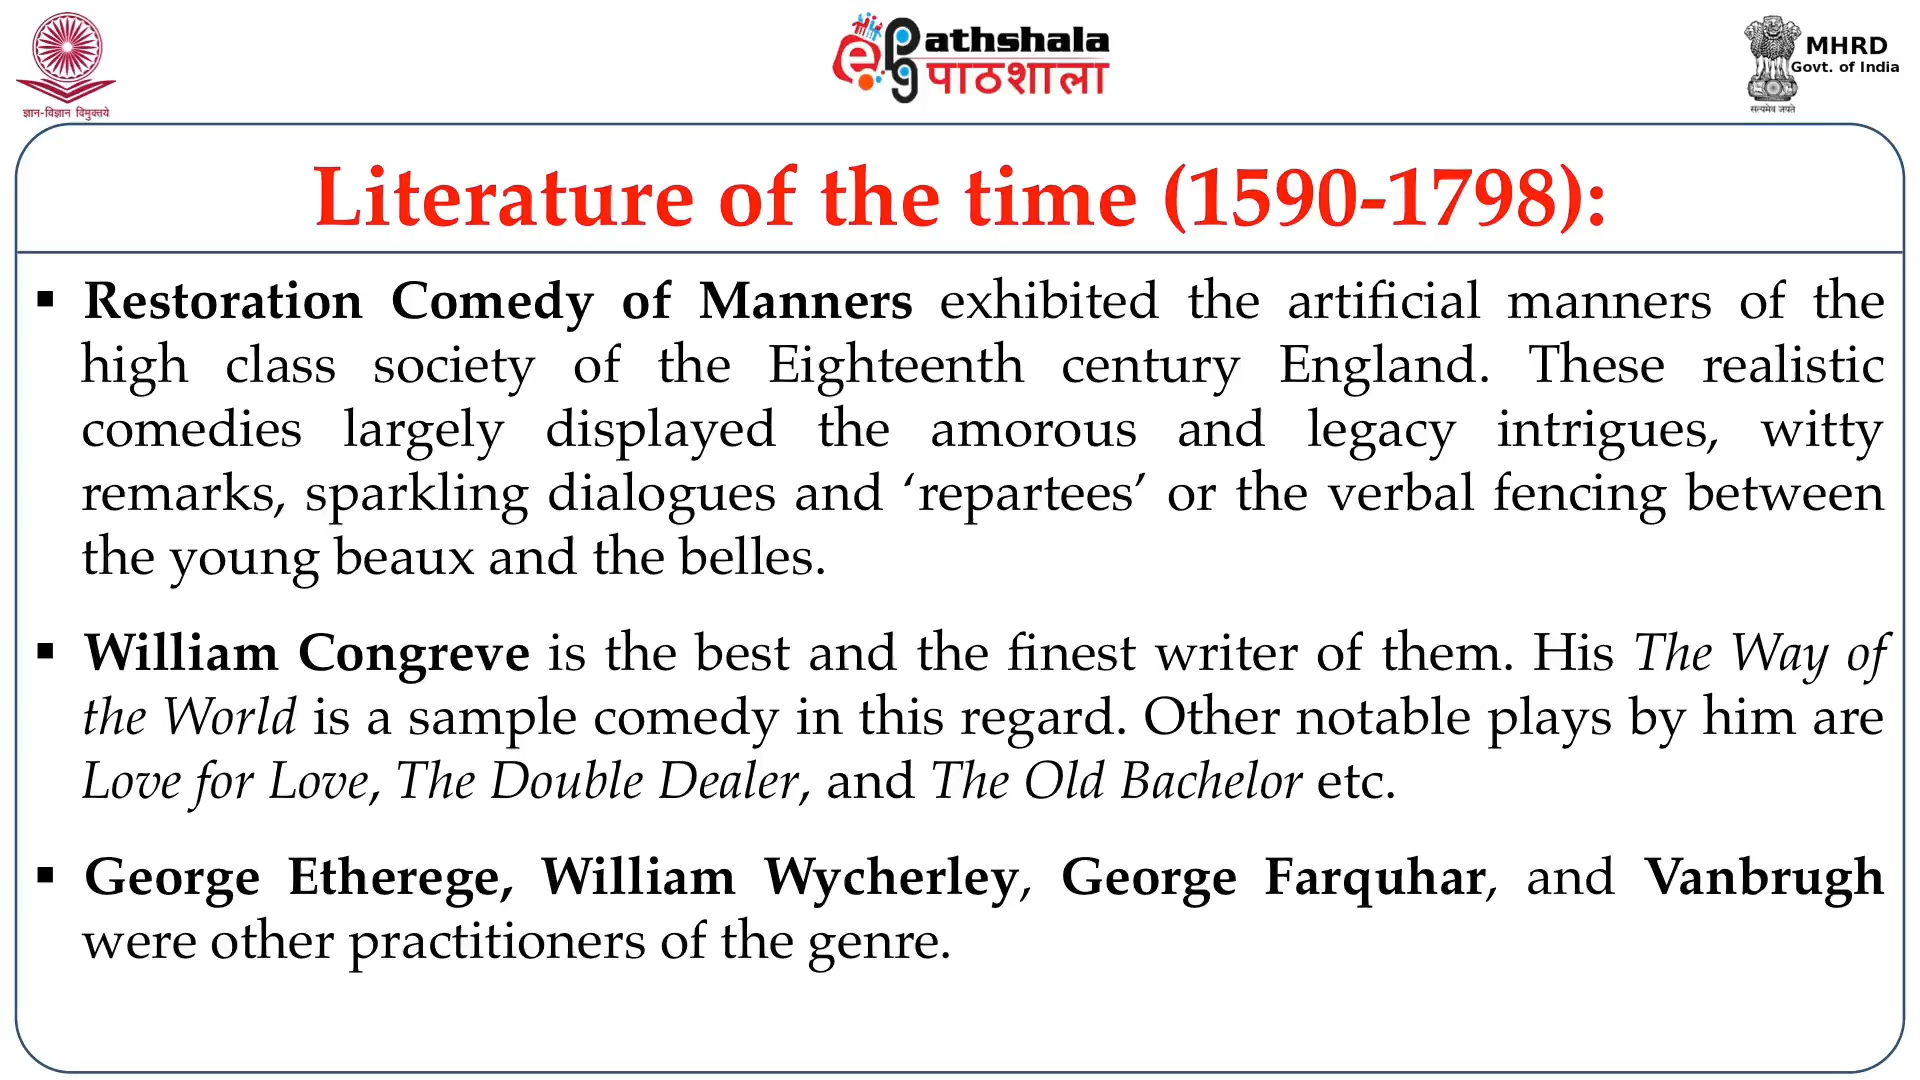 ज्ञान-विज्ञान विमुक्तये
e
pg
athshala
पाठशाला
MHRD
Govt. of India
सत्यमेव जयते
Literature of the time (1590-1798):
▪ Restoration Comedy of Manners exhibited the artificial manners of the
high class society of the Eighteenth century England. These realistic
comedies largely displayed the amorous and legacy intrigues, witty
remarks, sparkling dialogues and ‘repartees’ or the verbal fencing between
the young beaux and the belles.
▪ William Congreve is the best and the finest writer of them. His The Way of
the World is a sample comedy in this regard. Other notable plays by him are
Love for Love, The Double Dealer, and The Old Bachelor etc.
▪ George Etherege, William Wycherley, George Farquhar, and Vanbrugh
were other practitioners of the genre.